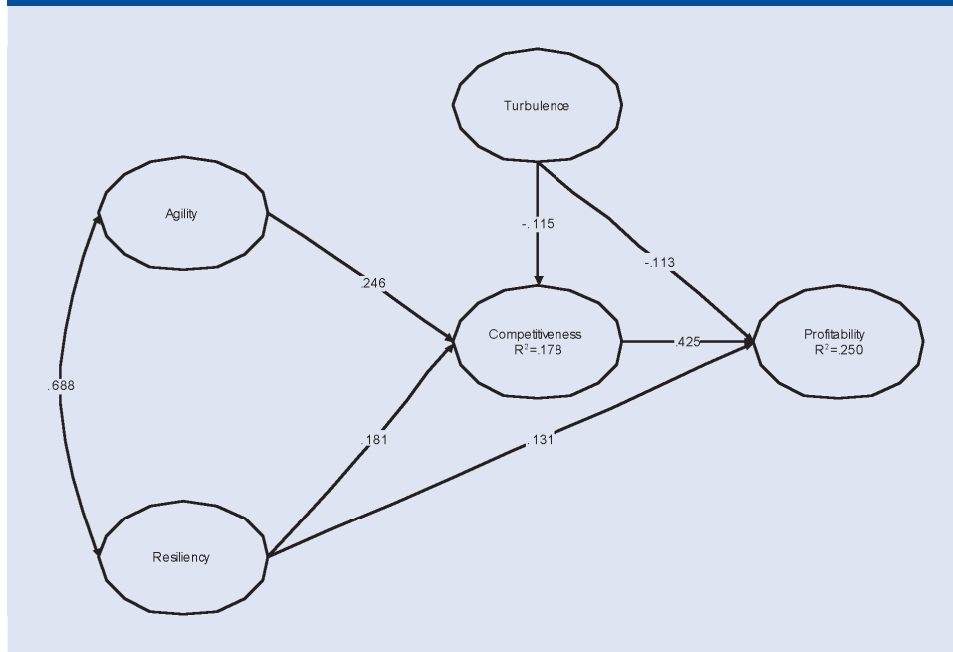 Turbulence
Agility
-.115
-.113
.246
Competitiveness
R²=.178
.425
Profitability
R²=.250
.688
.181
.131
Resiliency